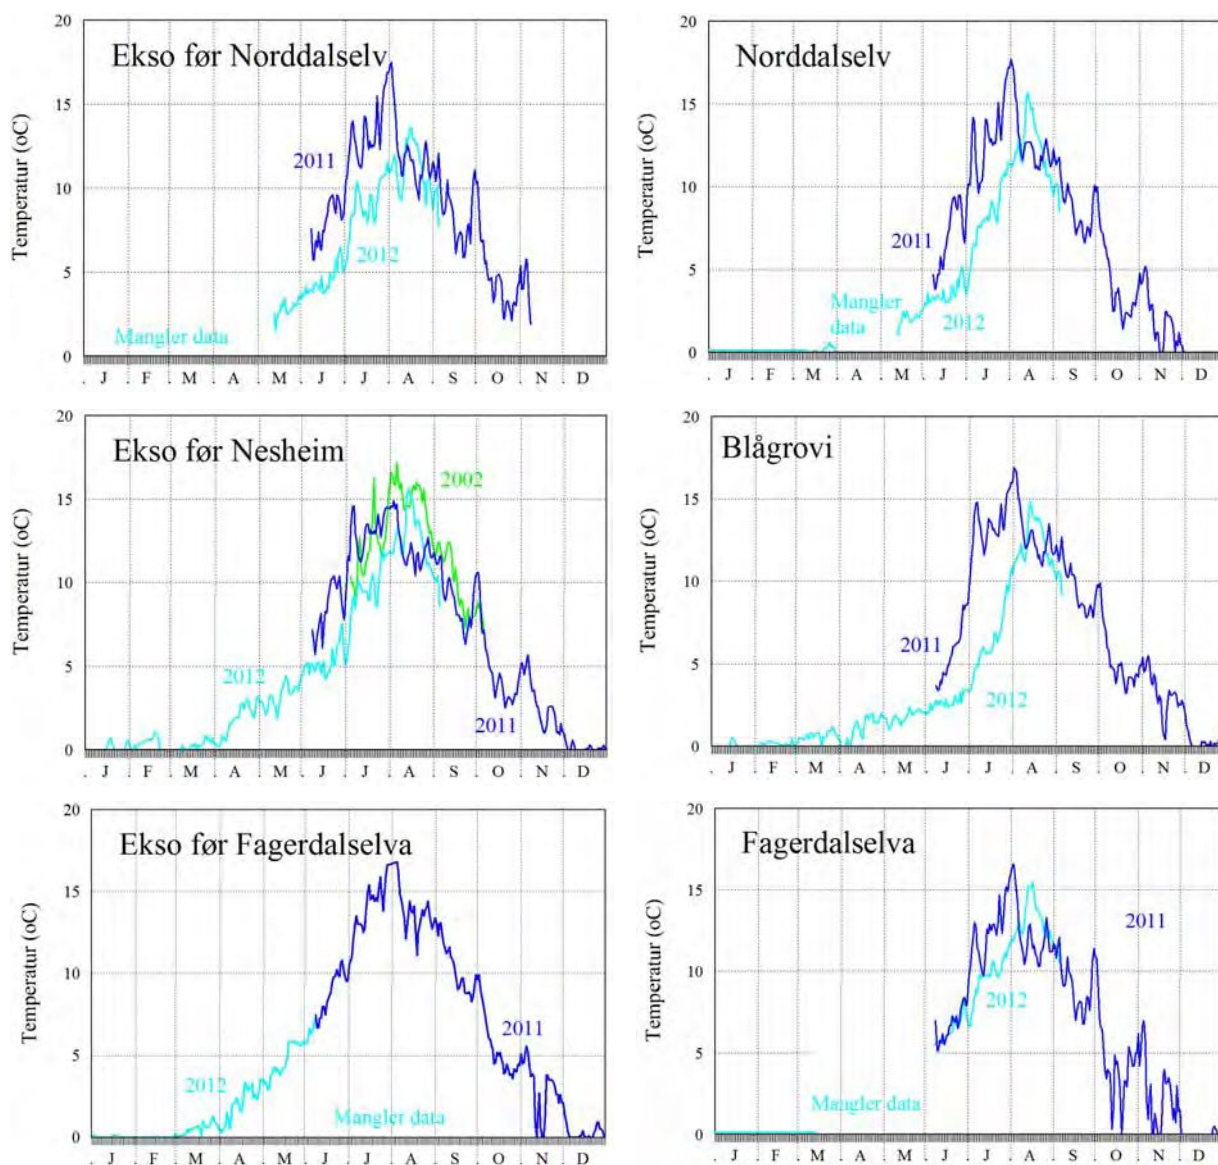 Ekso før Norddalselv
Temperatur (oC)
20
15
10
5
0
2011
2012
Mangler data
. J . F . M . A . M . J . J . A . S . O . N . D
Norddalselv
20
15
10
5
0
2011
Mangler
data
2012
. J . F . M . A . M . J . J . A . S . O . N . D
Ekso før Nesheim
Temperatur (oC)
20
15
10
5
0
2002
2012
2011
. J . F . M . A . M . J . J . A . S . O . N . D
Blågrovi
Temperatur (oC)
20
15
10
5
0
2011
2012
. J . F . M . A . M . J . J . A . S . O . N . D
Ekso før Fagerdalselva
Temperatur (oC)
20
15
10
5
0
2012
2011
Mangler data
. J . F . M . A . M . J . J . A . S . O . N . D
Fagerdalselva
Temperatur (oC)
20
15
10
5
0
2011
2012
Mangler data
. J . F . M . A . M . J . J . A . S . O . N . D